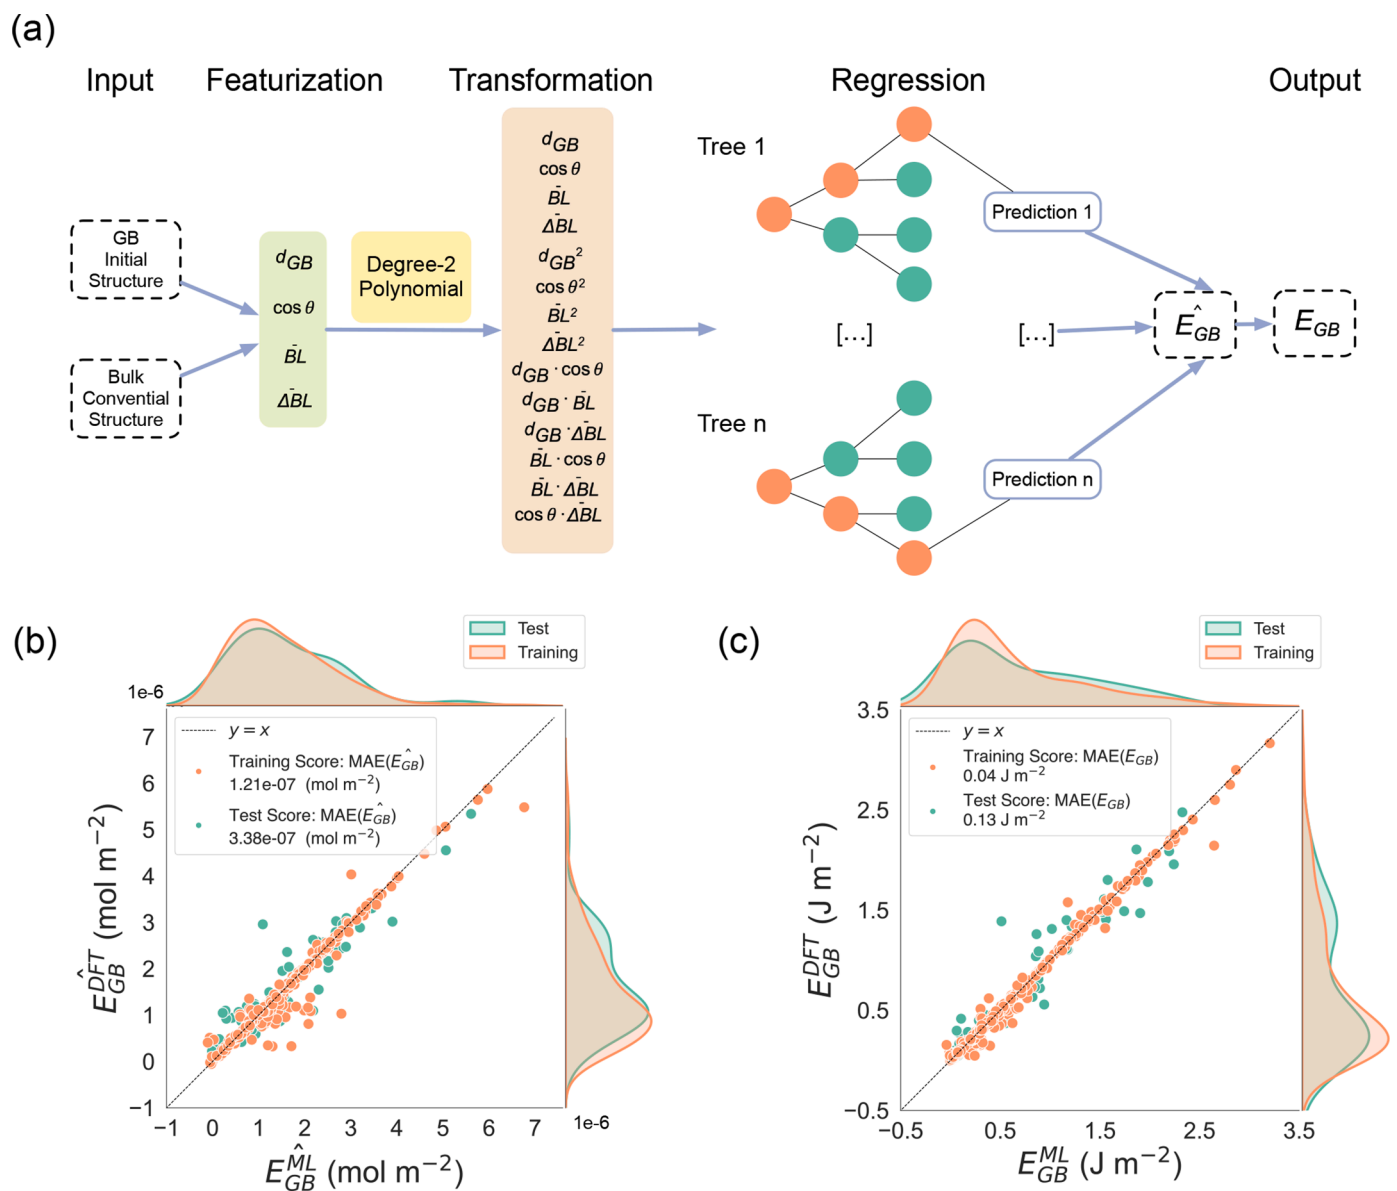 (a)
Input
Featurization
Transformation
Regression
Output
GB
Initial
Structure
Bulk
Convential
Structure
d_GB
cos θ
B̄L
ΔB̄L
Degree-2
Polynomial
d_GB
cos θ
B̄L
ΔB̄L
d_GB²
cos θ²
B̄L²
ΔB̄L²
d_GB · cos θ
d_GB · B̄L
d_GB · ΔB̄L
B̄L · cos θ
B̄L · ΔB̄L
cos θ · ΔB̄L
Tree 1
Prediction 1
[...]
[...]
Tree n
Prediction n
Ê_GB
E_GB
(b)
Test
Training
1e-6
y = x
Training Score: MAE(Ê_GB)
1.21e-07 (mol m⁻²)
Test Score: MAE(Ê_GB)
3.38e-07 (mol m⁻²)
7
6
5
4
3
2
1
0
−1
Ê_GB^DFT (mol m⁻²)
−1 0 1 2 3 4 5 6 7
1e-6
Ê_GB^ML (mol m⁻²)
(c)
Test
Training
y = x
Training Score: MAE(E_GB)
0.04 J m⁻²
Test Score: MAE(E_GB)
0.13 J m⁻²
3.5
2.5
1.5
0.5
−0.5
E_GB^DFT (J m⁻²)
−0.5 0.5 1.5 2.5 3.5
E_GB^ML (J m⁻²)